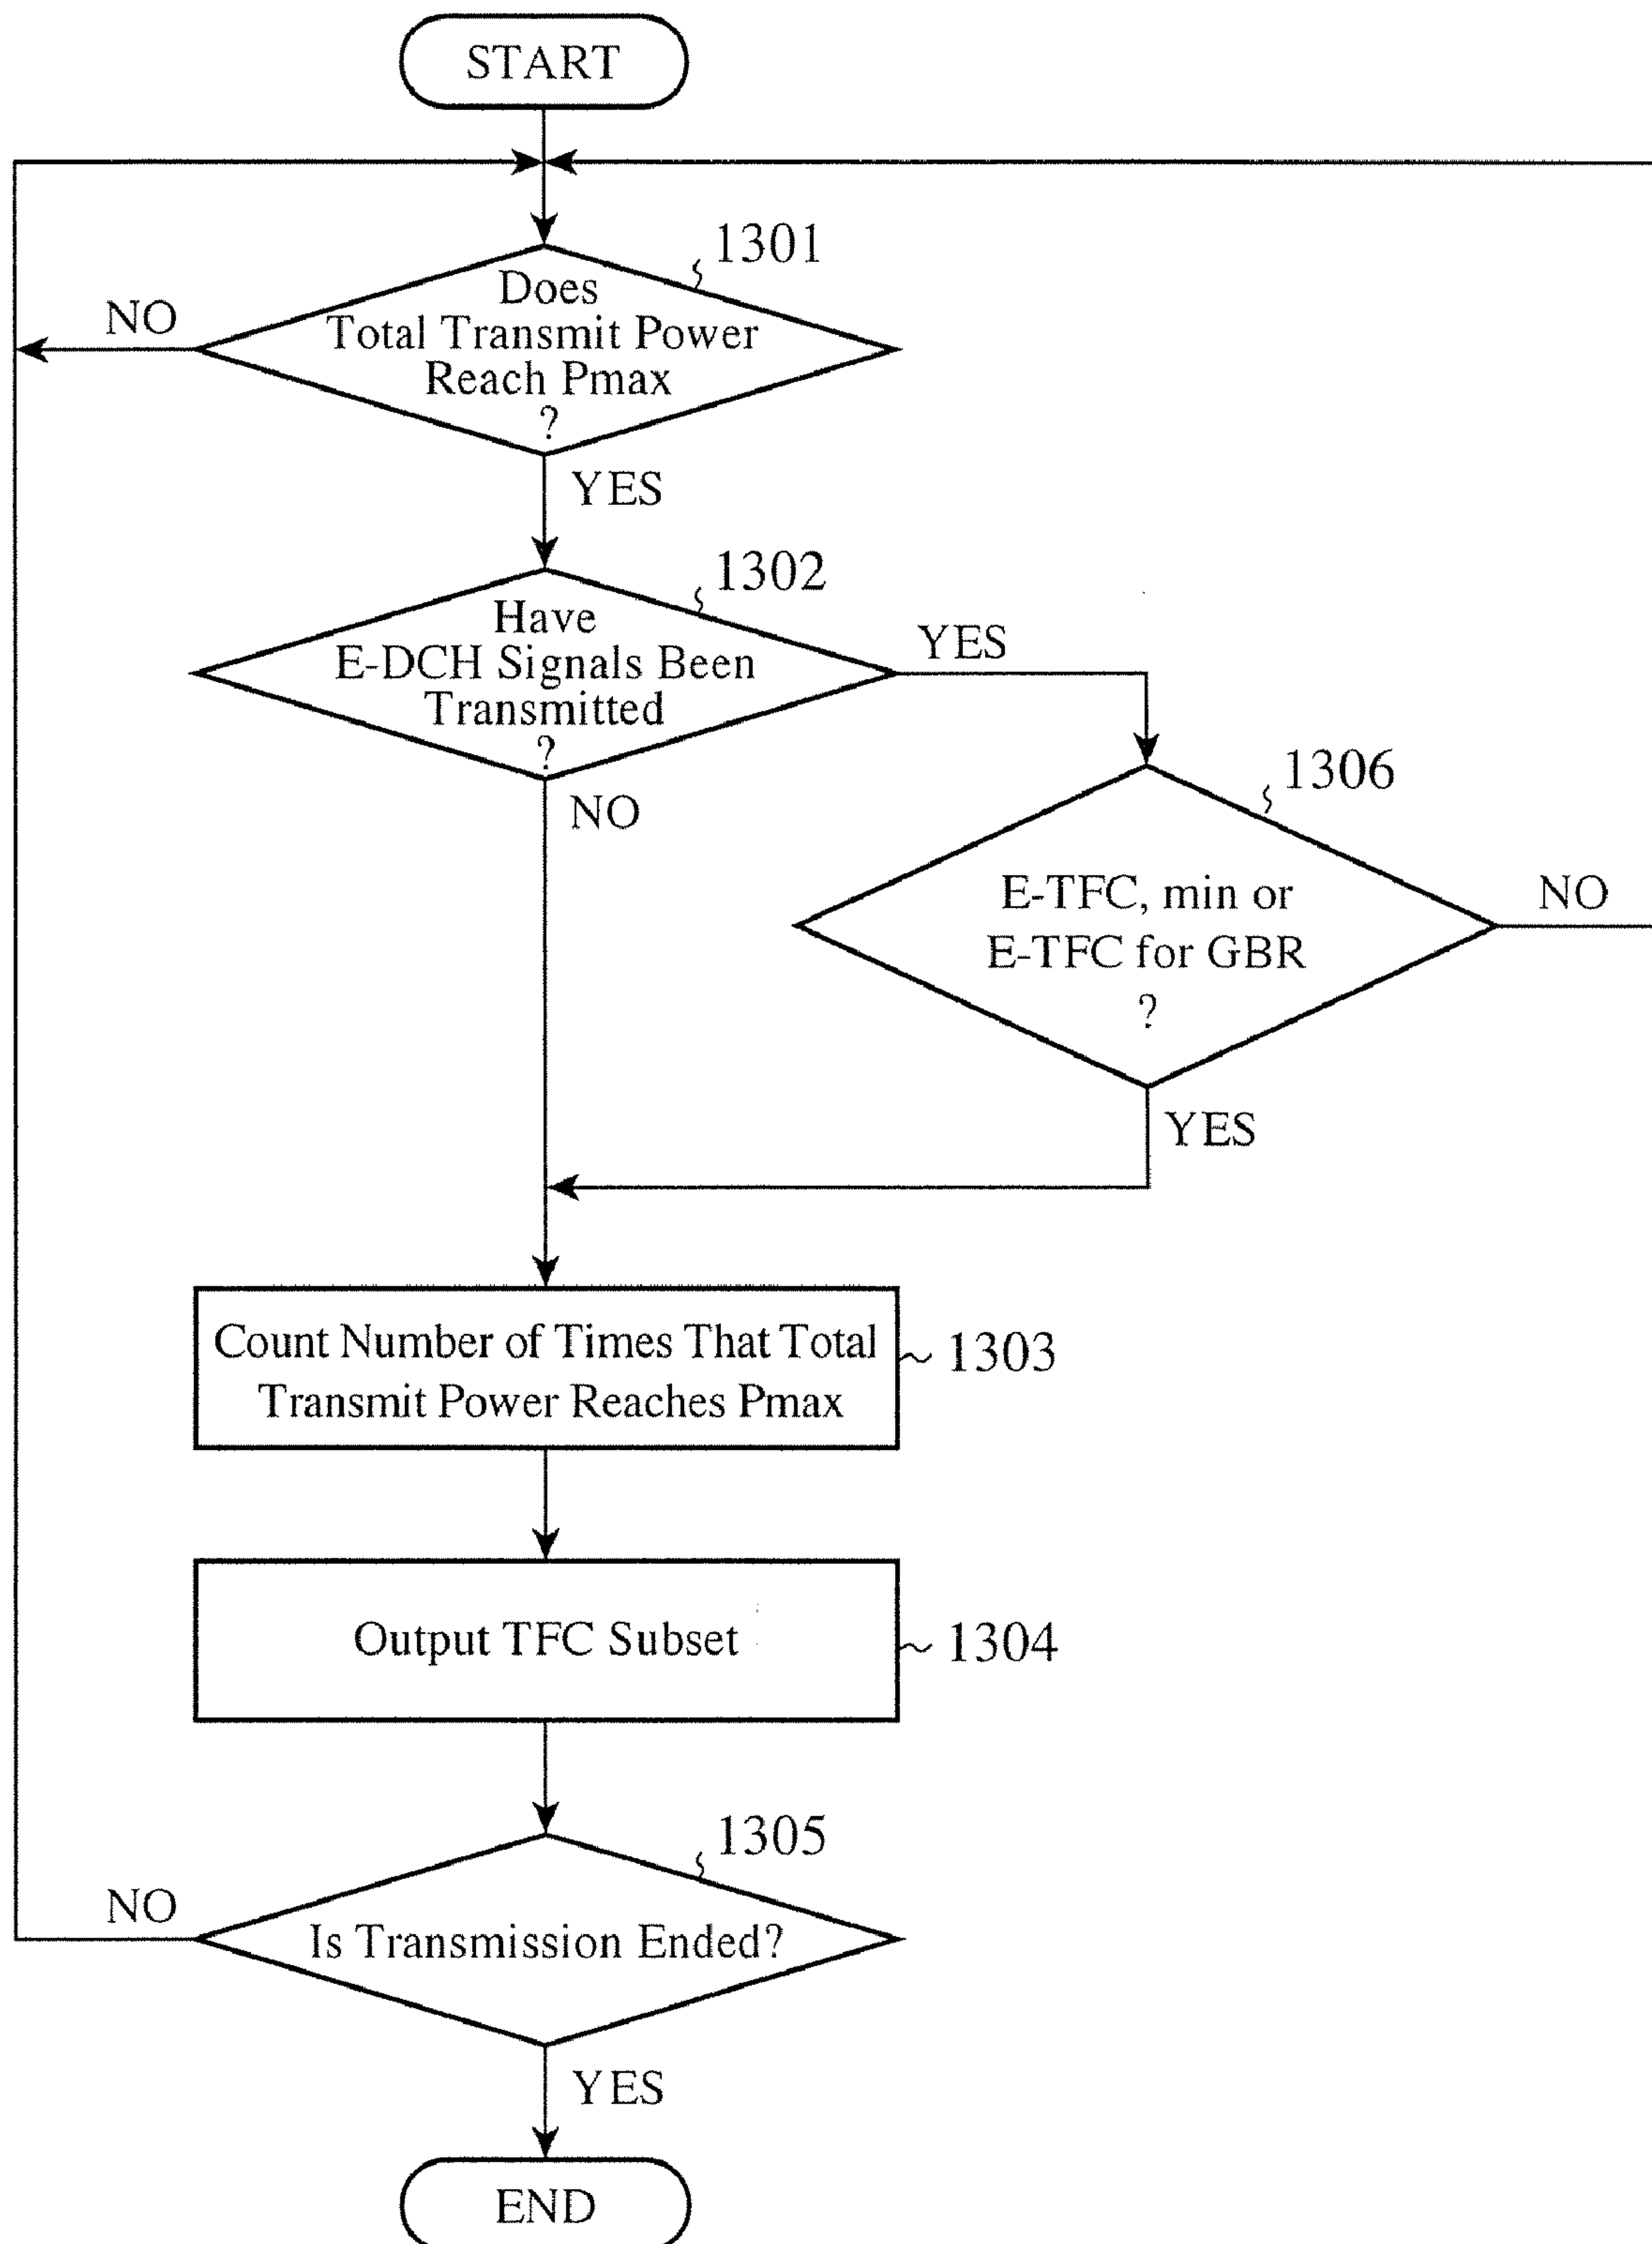 START
1301
Does
Total Transmit Power
Reach Pmax
?
NO
YES
1302
Have
E-DCH Signals Been
Transmitted
?
YES
NO
1306
E-TFC, min or
E-TFC for GBR
?
NO
YES
Count Number of Times That Total
Transmit Power Reaches Pmax
1303
Output TFC Subset
1304
1305
Is Transmission Ended?
NO
YES
END